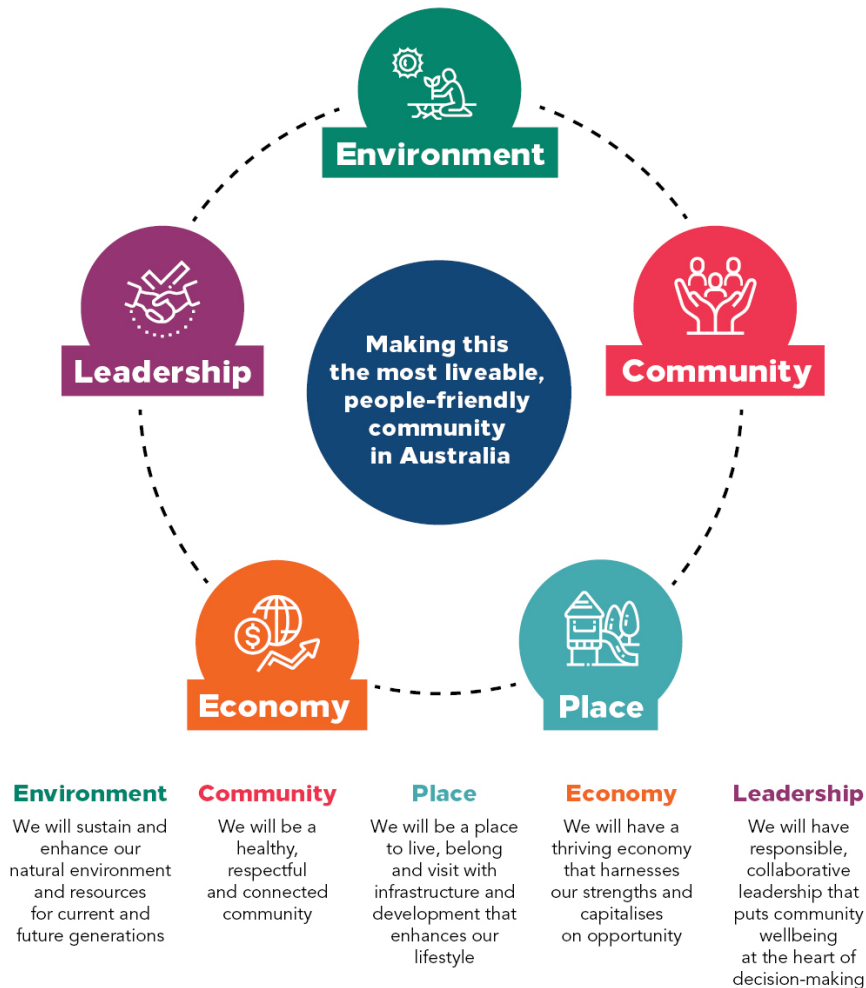 Environment
Leadership
Community
Making this
the most liveable,
people-friendly
community
in Australia
Economy
Place
Environment
We will sustain and
enhance our
natural environment
and resources
for current and
future generations
Community
We will be a
healthy,
respectful
and connected
community
Place
We will be a place
to live, belong
and visit with
infrastructure and
development that
enhances our
lifestyle
Economy
We will have a
thriving economy
that harnesses
our strengths and
capitalises
on opportunity
Leadership
We will have
responsible,
collaborative
leadership that
puts community
wellbeing
at the heart of
decision-making